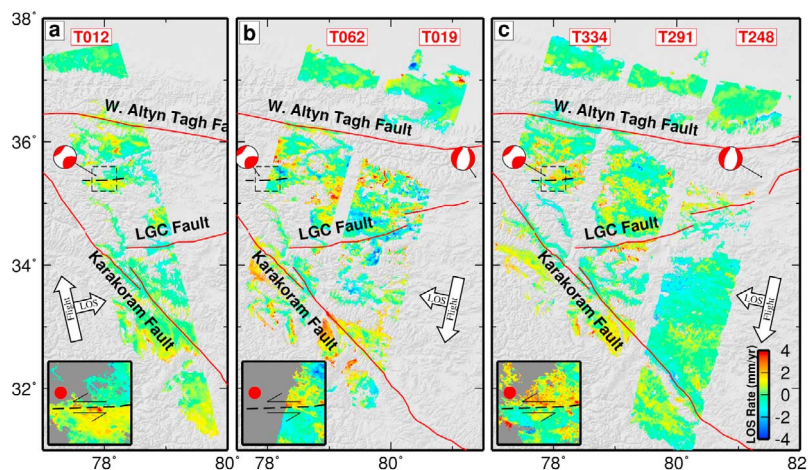 a
T012
b
T062
T019
c
T334
T291
T248
38
36
34
32
W. Altyn Tagh Fa
W. Altyn Tagh Fault
W. Altyn Tagh Fault
LGC Fault
LGC Fault
LGC Fault
Karakoram Fault
Karakoram Fault
Karakoram Fault
Flight
LOS
LOS
Flight
LOS
Flight
LOS Rate (mm/yr)
4
2
0
-2
-4
78°
80
78°
80°
78°
80°
82